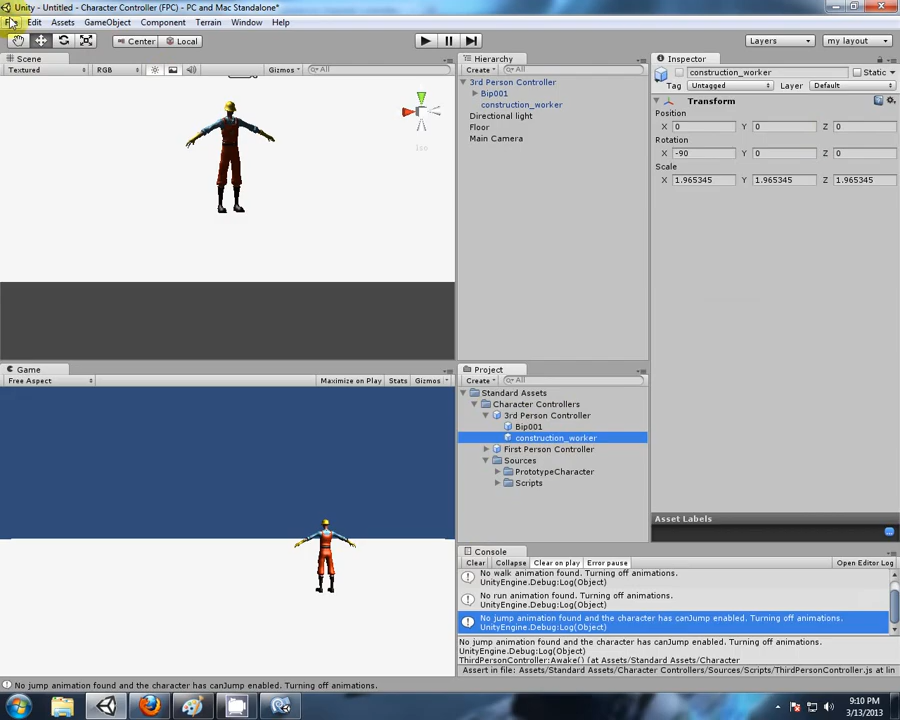 Unity - Untitled - Character Controller (FPC) - PC and Mac Standalone*
Edit Assets GameObject Component Terrain Window Help
Center Local Layers my layout
Scene
Textured RGB Gizmos All
Iso
Hierarchy
Create All
3rd Person Controller
Bip001
construction_worker
Directional light
Floor
Main Camera
Inspector
construction_worker Static
Tag Untagged Layer Default
Transform
Position
X 0 Y 0 Z 0
Rotation
X -90 Y 0 Z 0
Scale
X 1.965345 Y 1.965345 Z 1.965345
Game
Free Aspect Maximize on Play Stats Gizmos
Project
Create All
Standard Assets
Character Controllers
3rd Person Controller
Bip001
construction_worker
First Person Controller
Sources
PrototypeCharacter
Scripts
Asset Labels
Console
Clear Collapse Clear on play Error pause Open Editor Log
No walk animation found. Turning off animations.
UnityEngine.Debug:Log(Object)
No run animation found. Turning off animations.
UnityEngine.Debug:Log(Object)
No jump animation found and the character has canJump enabled. Turning off animations.
UnityEngine.Debug:Log(Object)
No jump animation found and the character has canJump enabled. Turning off animations.
UnityEngine.Debug:Log(Object)
ThirdPersonController:Awake() (at Assets/Standard Assets/Character
Assert in file: Assets/Standard Assets/Character Controllers/Sources/Scripts/ThirdPersonController.js at lin
No jump animation found and the character has canJump enabled. Turning off animations.
9:10 PM
3/13/2013